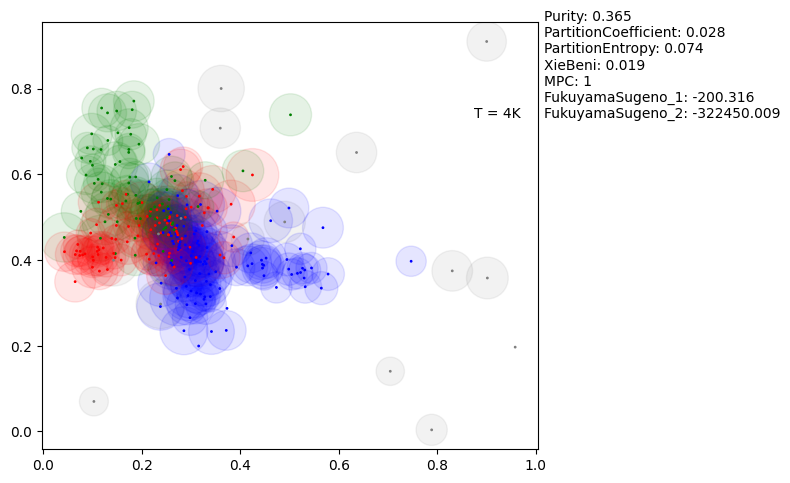 Purity: 0.365
PartitionCoefficient: 0.028
PartitionEntropy: 0.074
XieBeni: 0.019
MPC: 1
FukuyamaSugeno_1: -200.316
FukuyamaSugeno_2: -322450.009
T = 4K
0.8
0.6
0.4
0.2
0.0
0.0 0.2 0.4 0.6 0.8 1.0